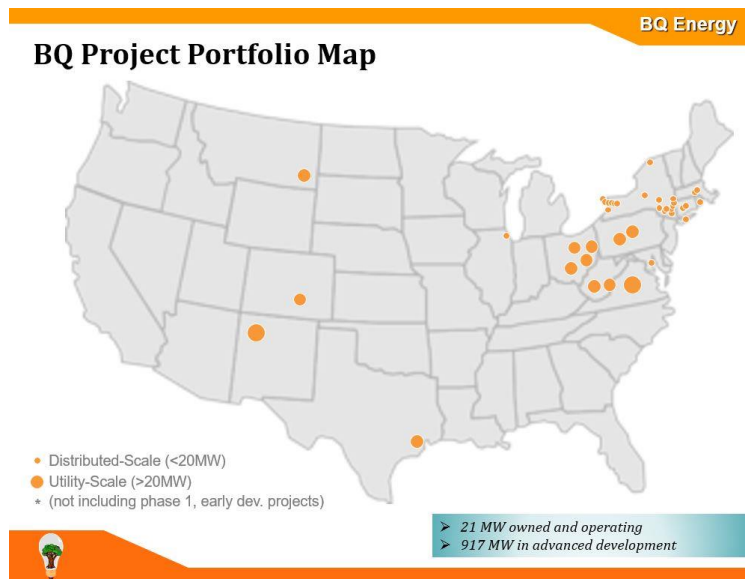 BQ Energy
BQ Project Portfolio Map
Distributed-Scale (<20MW)
Utility-Scale (>20MW)
* (not including phase 1, early dev. projects)
➢ 21 MW owned and operating
➢ 917 MW in advanced development